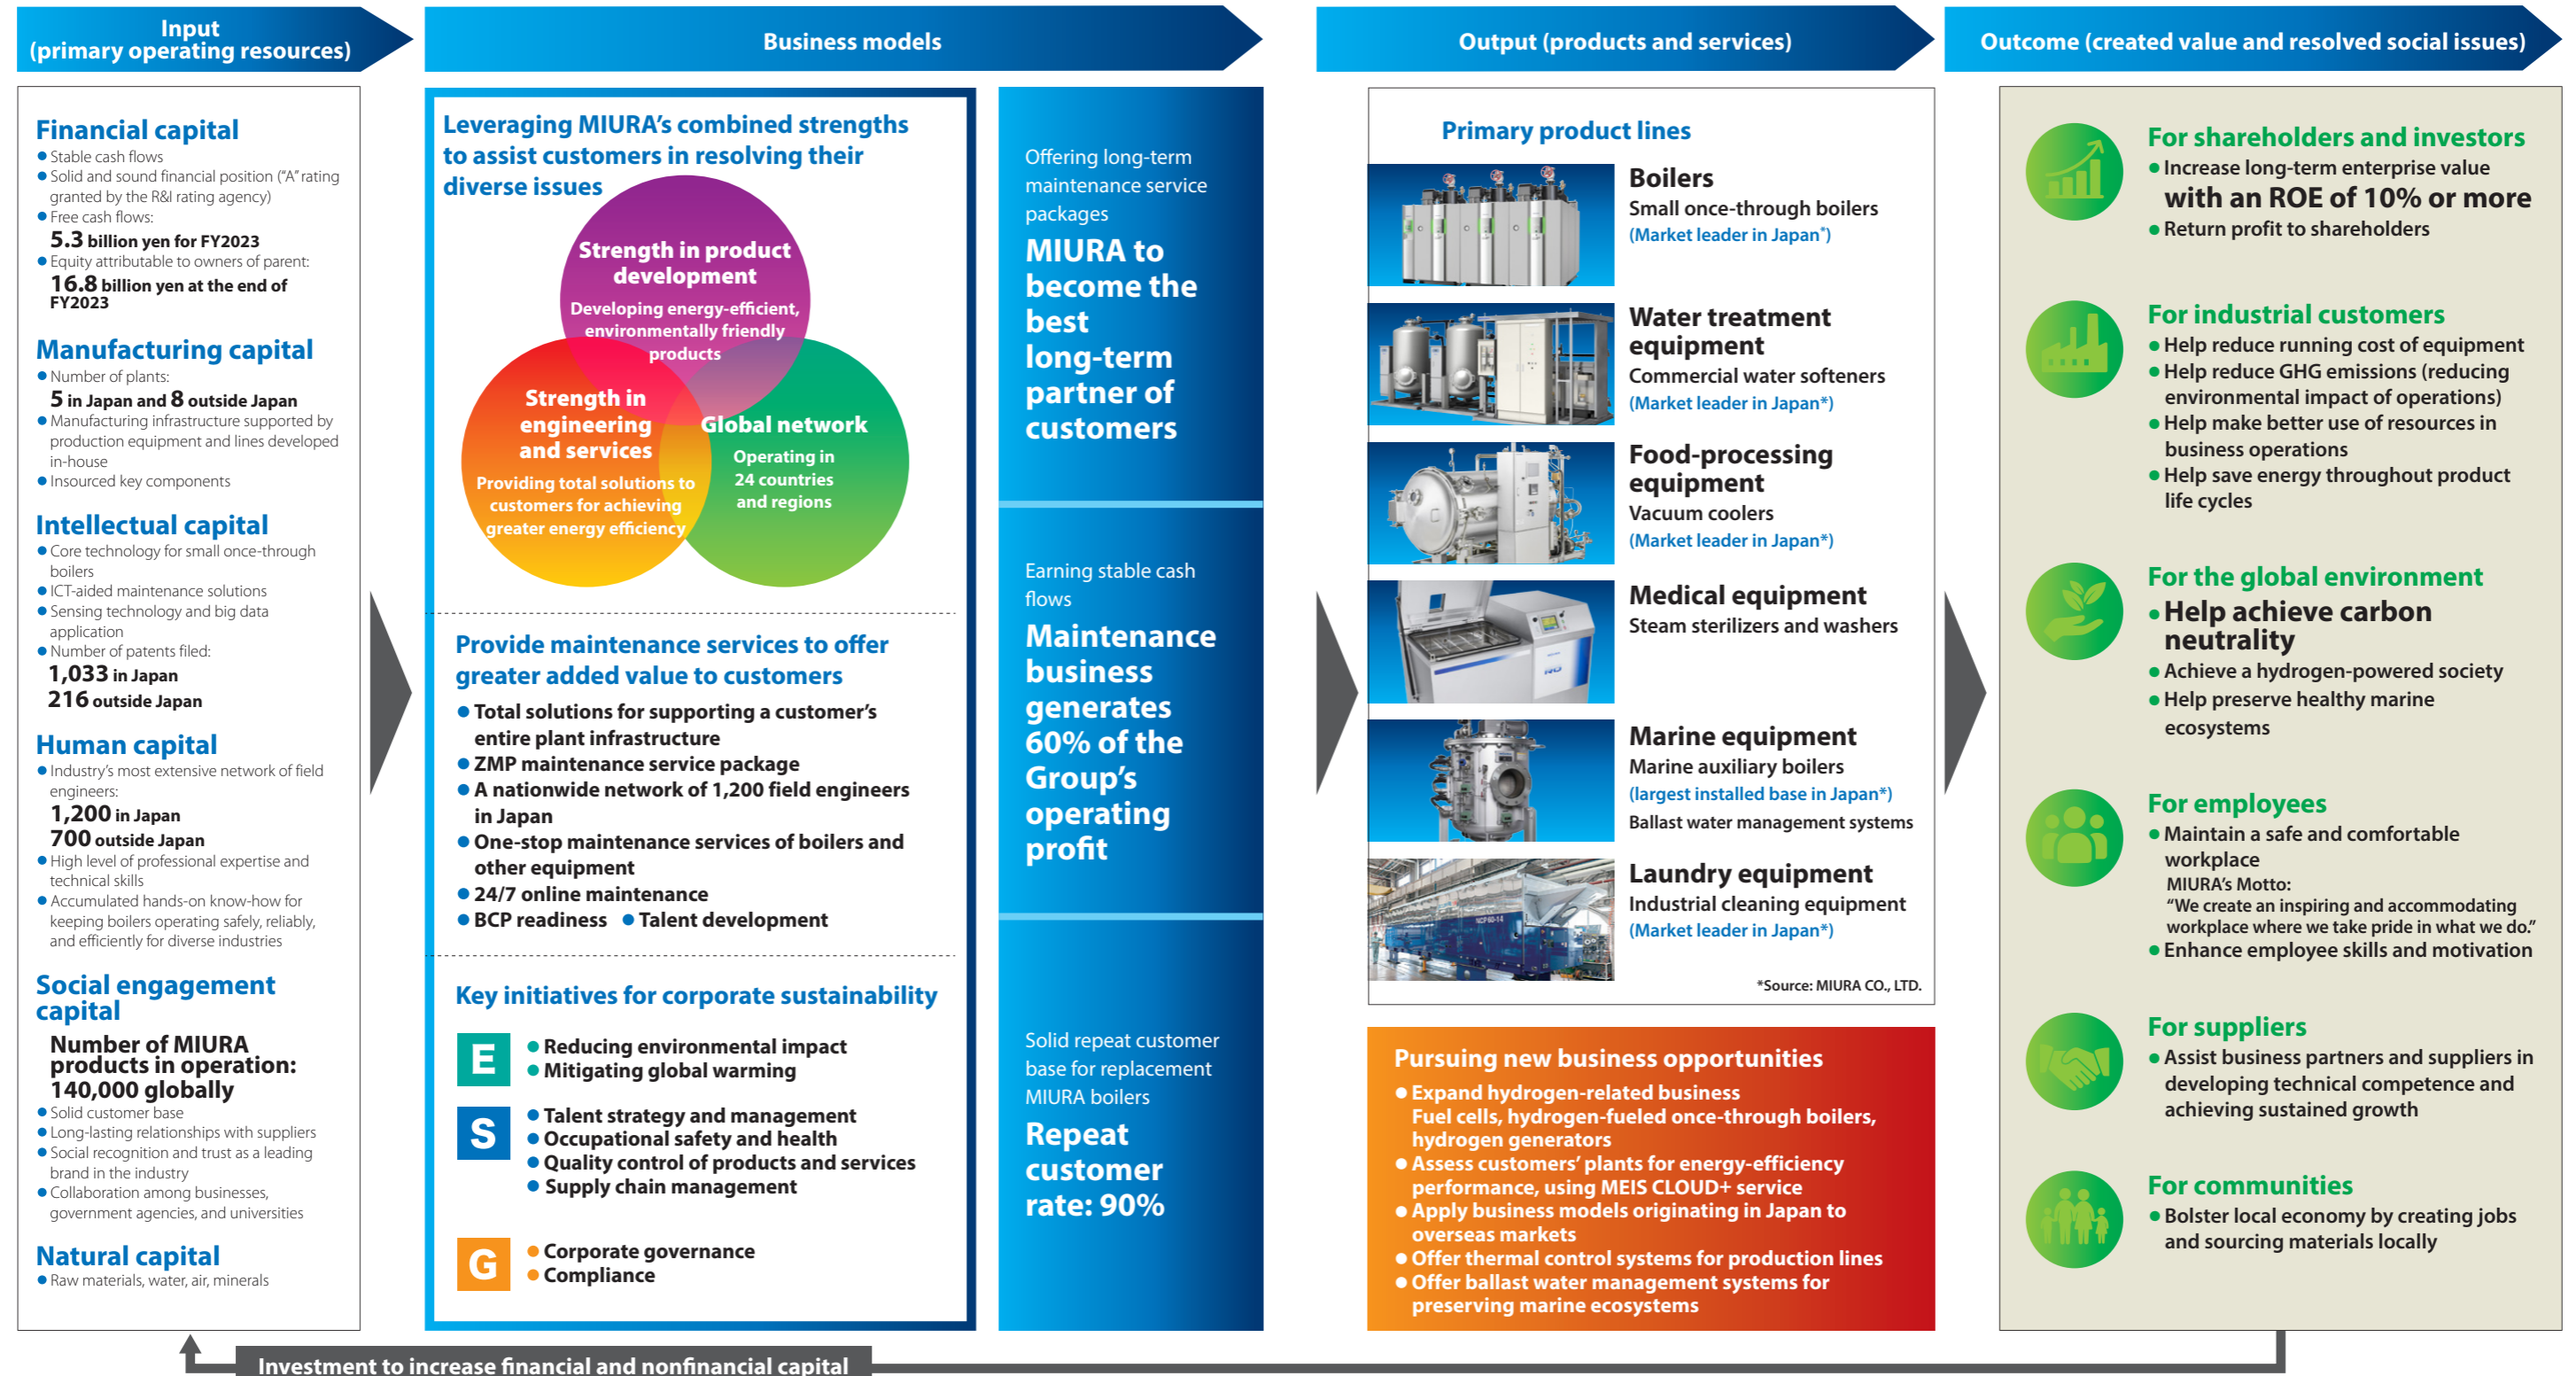 Input
(primary operating resources)
Business models
Output (products and services)
Outcome (created value and resolved social issues)
Financial capital
● Stable cash flows
● Solid and sound financial position (“A” rating
granted by the R&I rating agency)
● Free cash flows:
5.3 billion yen for FY2023
● Equity attributable to owners of parent:
16.8 billion yen at the end of
FY2023
Manufacturing capital
● Number of plants:
5 in Japan and 8 outside Japan
● Manufacturing infrastructure supported by
production equipment and lines developed
in-house
● Insourced key components
Intellectual capital
● Core technology for small once-through
boilers
● ICT-aided maintenance solutions
● Sensing technology and big data
application
● Number of patents filed:
1,033 in Japan
216 outside Japan
Human capital
● Industry’s most extensive network of field
engineers:
1,200 in Japan
700 outside Japan
● High level of professional expertise and
technical skills
● Accumulated hands-on know-how for
keeping boilers operating safely, reliably,
and efficiently for diverse industries
Social engagement
capital
Number of MIURA
products in operation:
140,000 globally
● Solid customer base
● Long-lasting relationships with suppliers
● Social recognition and trust as a leading
brand in the industry
● Collaboration among businesses,
government agencies, and universities
Natural capital
● Raw materials, water, air, minerals
Leveraging MIURA’s combined strengths
to assist customers in resolving their
diverse issues
Strength in product
development
Developing energy-efficient,
environmentally friendly
products
Strength in
engineering
and services
Providing total solutions to
customers for achieving
greater energy efficiency
Global network
Operating in
24 countries
and regions
Provide maintenance services to offer
greater added value to customers
● Total solutions for supporting a customer’s
entire plant infrastructure
● ZMP maintenance service package
● A nationwide network of 1,200 field engineers
in Japan
● One-stop maintenance services of boilers and
other equipment
● 24/7 online maintenance
● BCP readiness ● Talent development
Key initiatives for corporate sustainability
E
● Reducing environmental impact
● Mitigating global warming
S
● Talent strategy and management
● Occupational safety and health
● Quality control of products and services
● Supply chain management
G
● Corporate governance
● Compliance
Offering long-term
maintenance service
packages
MIURA to
become the
best
long-term
partner of
customers
Earning stable cash
flows
Maintenance
business
generates
60% of the
Group’s
operating
profit
Solid repeat customer
base for replacement
MIURA boilers
Repeat
customer
rate: 90%
Primary product lines
Boilers
Small once-through boilers
(Market leader in Japan*)
Water treatment
equipment
Commercial water softeners
(Market leader in Japan*)
Food-processing
equipment
Vacuum coolers
(Market leader in Japan*)
Medical equipment
Steam sterilizers and washers
Marine equipment
Marine auxiliary boilers
(largest installed base in Japan*)
Ballast water management systems
Laundry equipment
Industrial cleaning equipment
(Market leader in Japan*)
*Source: MIURA CO., LTD.
Pursuing new business opportunities
● Expand hydrogen-related business
Fuel cells, hydrogen-fueled once-through boilers,
hydrogen generators
● Assess customers’ plants for energy-efficiency
performance, using MEIS CLOUD+ service
● Apply business models originating in Japan to
overseas markets
● Offer thermal control systems for production lines
● Offer ballast water management systems for
preserving marine ecosystems
For shareholders and investors
● Increase long-term enterprise value
with an ROE of 10% or more
● Return profit to shareholders
For industrial customers
● Help reduce running cost of equipment
● Help reduce GHG emissions (reducing
environmental impact of operations)
● Help make better use of resources in
business operations
● Help save energy throughout product
life cycles
For the global environment
● Help achieve carbon
neutrality
● Achieve a hydrogen-powered society
● Help preserve healthy marine
ecosystems
For employees
● Maintain a safe and comfortable
workplace
MIURA’s Motto:
“We create an inspiring and accommodating
workplace where we take pride in what we do.”
● Enhance employee skills and motivation
For suppliers
● Assist business partners and suppliers in
developing technical competence and
achieving sustained growth
For communities
● Bolster local economy by creating jobs
and sourcing materials locally
Investment to increase financial and nonfinancial capital